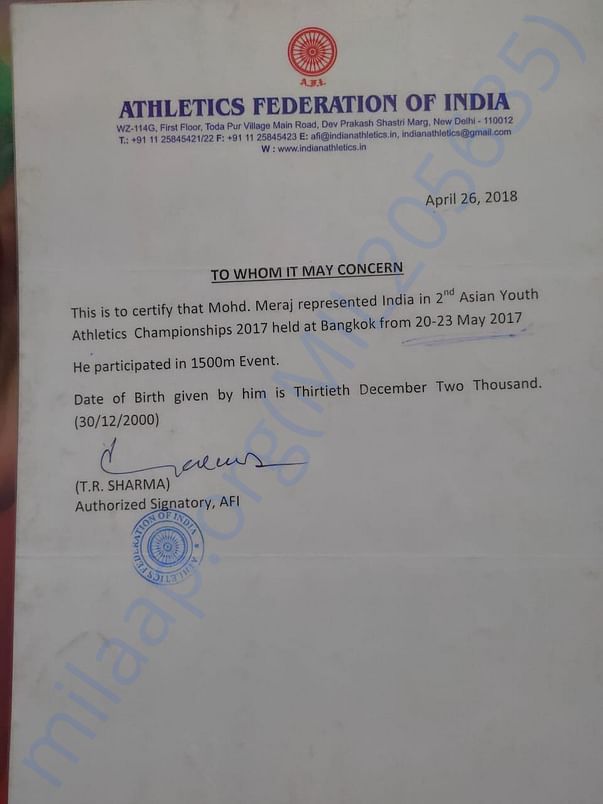 A.F.I.
ATHLETICS FEDERATION OF INDIA
WZ-114G, First Floor, Toda Pur Village Main Road, Dev Prakash Shastri Marg, New Delhi - 110012
T.: +91 11 25845421/22 F: +91 11 25845423 E: afi@indianathletics.in, indianathletics@gmail.com
W : www.indianathletics.in
April 26, 2018
TO WHOM IT MAY CONCERN
This is to certify that Mohd. Meraj represented India in 2nd Asian Youth
Athletics Championships 2017 held at Bangkok from 20-23 May 2017
He participated in 1500m Event.
Date of Birth given by him is Thirtieth December Two Thousand.
(30/12/2000)
(T.R. SHARMA)
Authorized Signatory, AFI
ATHLETICS FEDERATION OF INDIA
milaap.org(MIL205685)